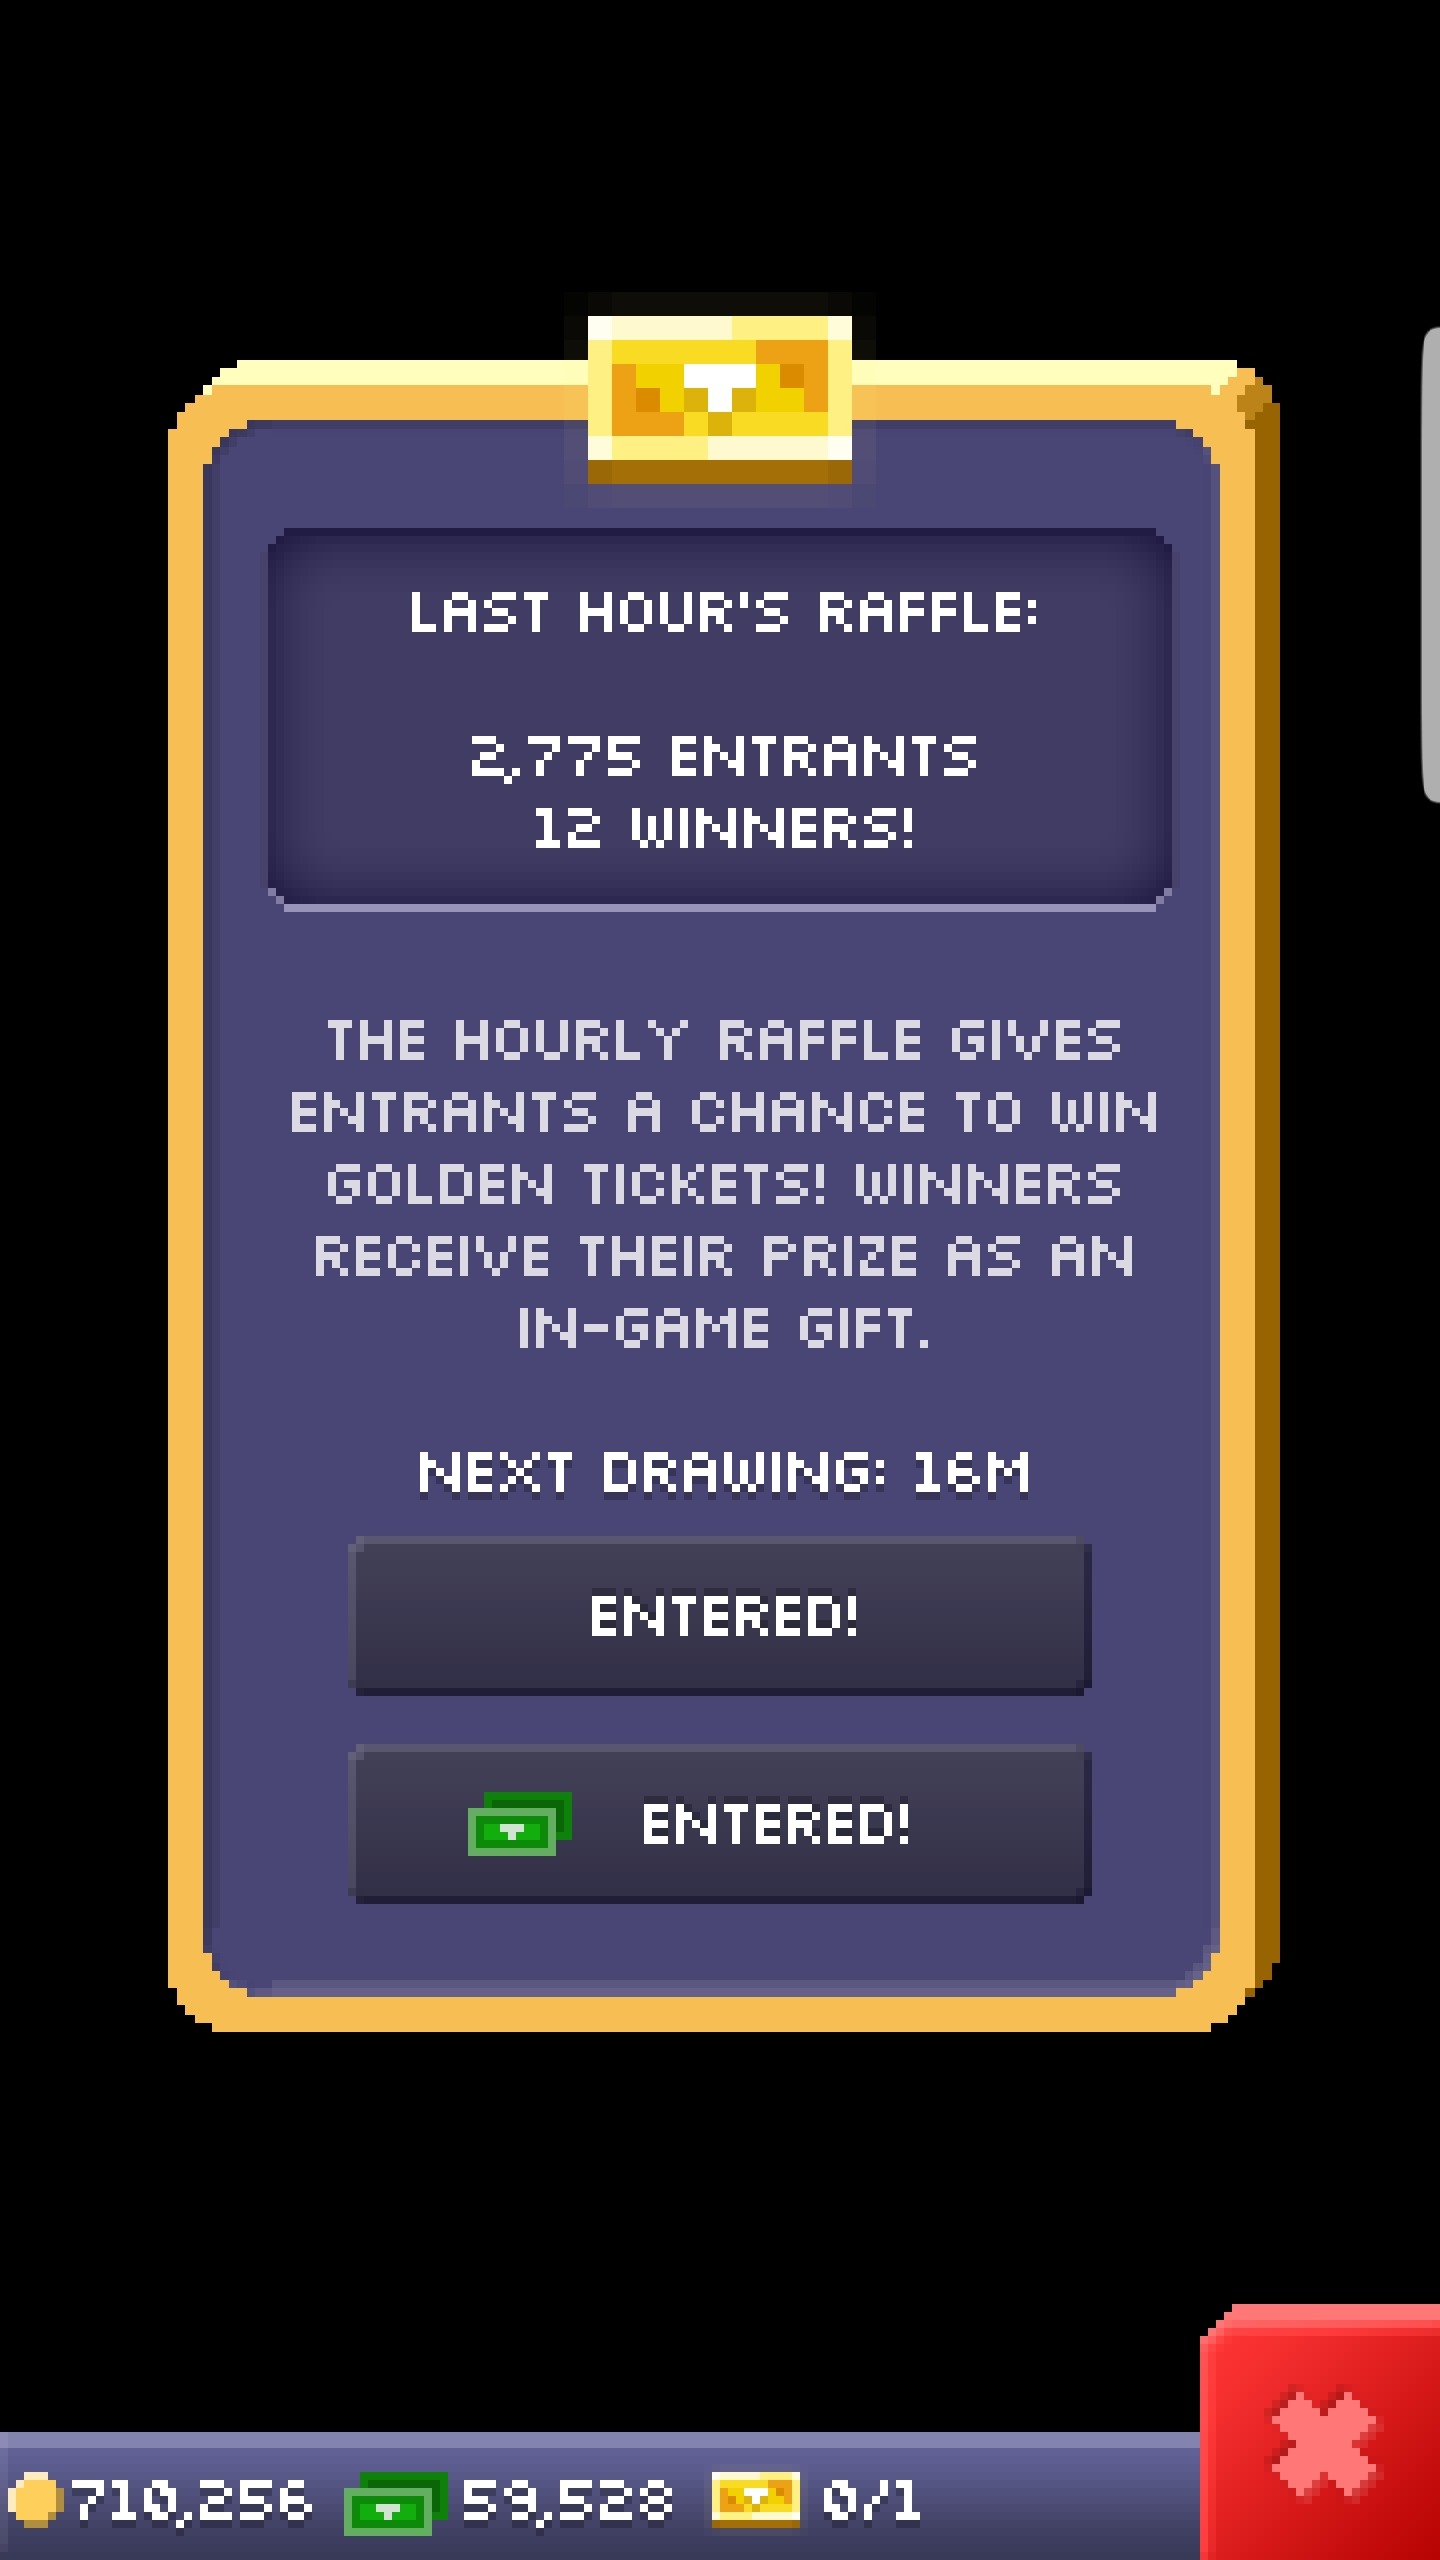 LAST HOUR'S RAFFLE:
2,775 ENTRANTS
12 WINNERS!
THE HOURLY RAFFLE GIVES
ENTRANTS A CHANCE TO WIN
GOLDEN TICKETS! WINNERS
RECEIVE THEIR PRIZE AS AN
IN-GAME GIFT.
NEXT DRAWING: 16M
ENTERED!
ENTERED!
710,256 59,528 0/1